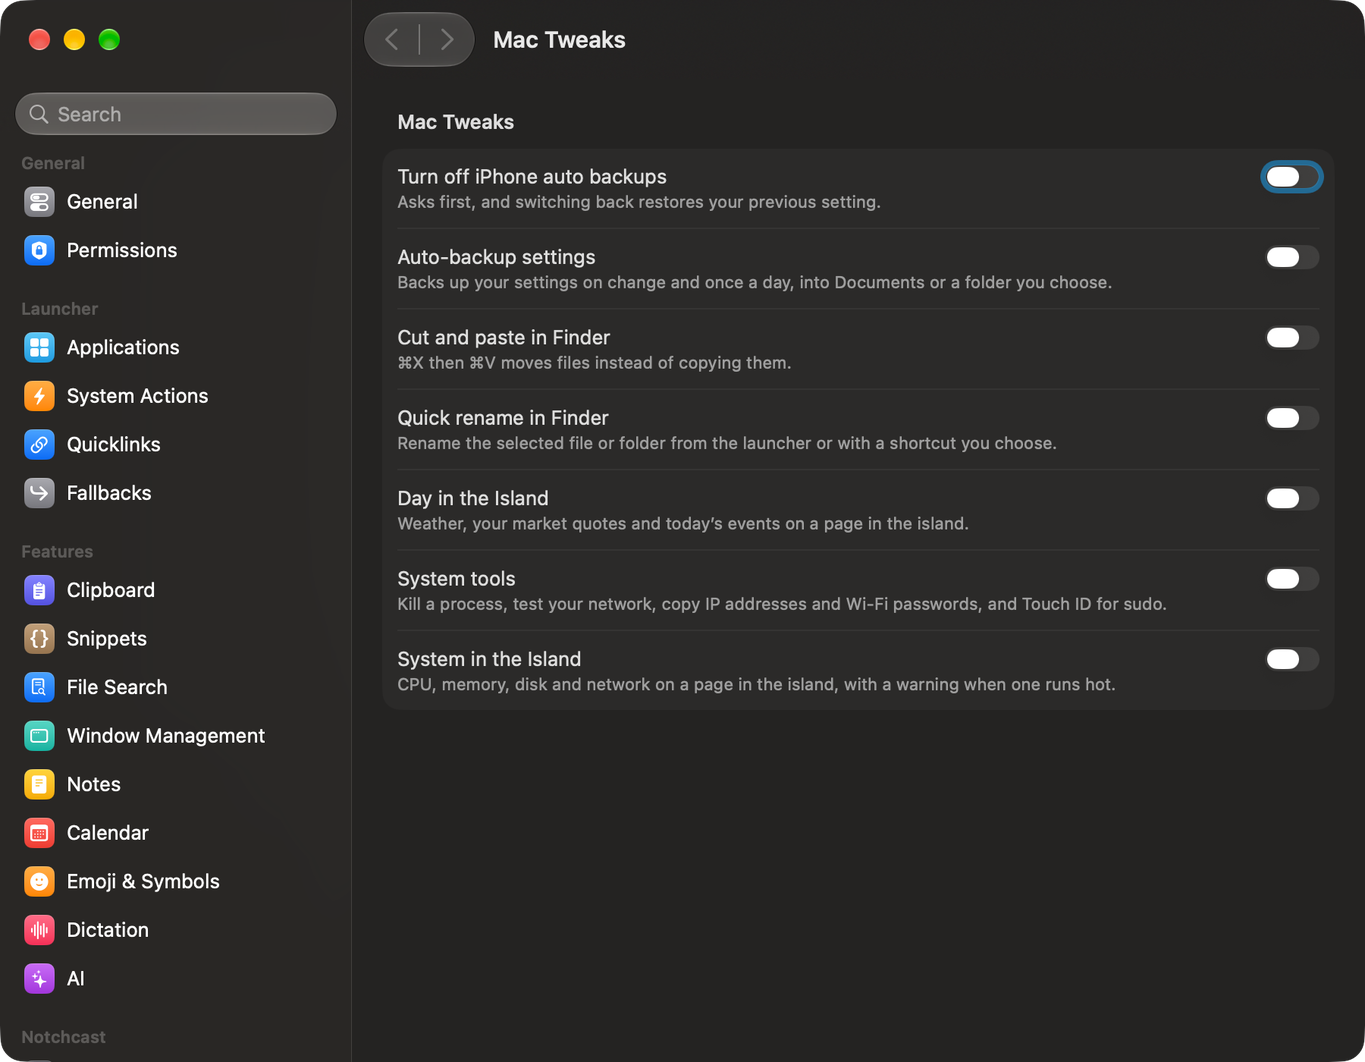 Mac Tweaks
Search
General
General
Permissions
Launcher
Applications
System Actions
Quicklinks
Fallbacks
Features
Clipboard
Snippets
File Search
Window Management
Notes
Calendar
Emoji & Symbols
Dictation
AI
Notchcast
Mac Tweaks
Turn off iPhone auto backups
Asks first, and switching back restores your previous setting.
Auto-backup settings
Backs up your settings on change and once a day, into Documents or a folder you choose.
Cut and paste in Finder
⌘X then ⌘V moves files instead of copying them.
Quick rename in Finder
Rename the selected file or folder from the launcher or with a shortcut you choose.
Day in the Island
Weather, your market quotes and today’s events on a page in the island.
System tools
Kill a process, test your network, copy IP addresses and Wi-Fi passwords, and Touch ID for sudo.
System in the Island
CPU, memory, disk and network on a page in the island, with a warning when one runs hot.